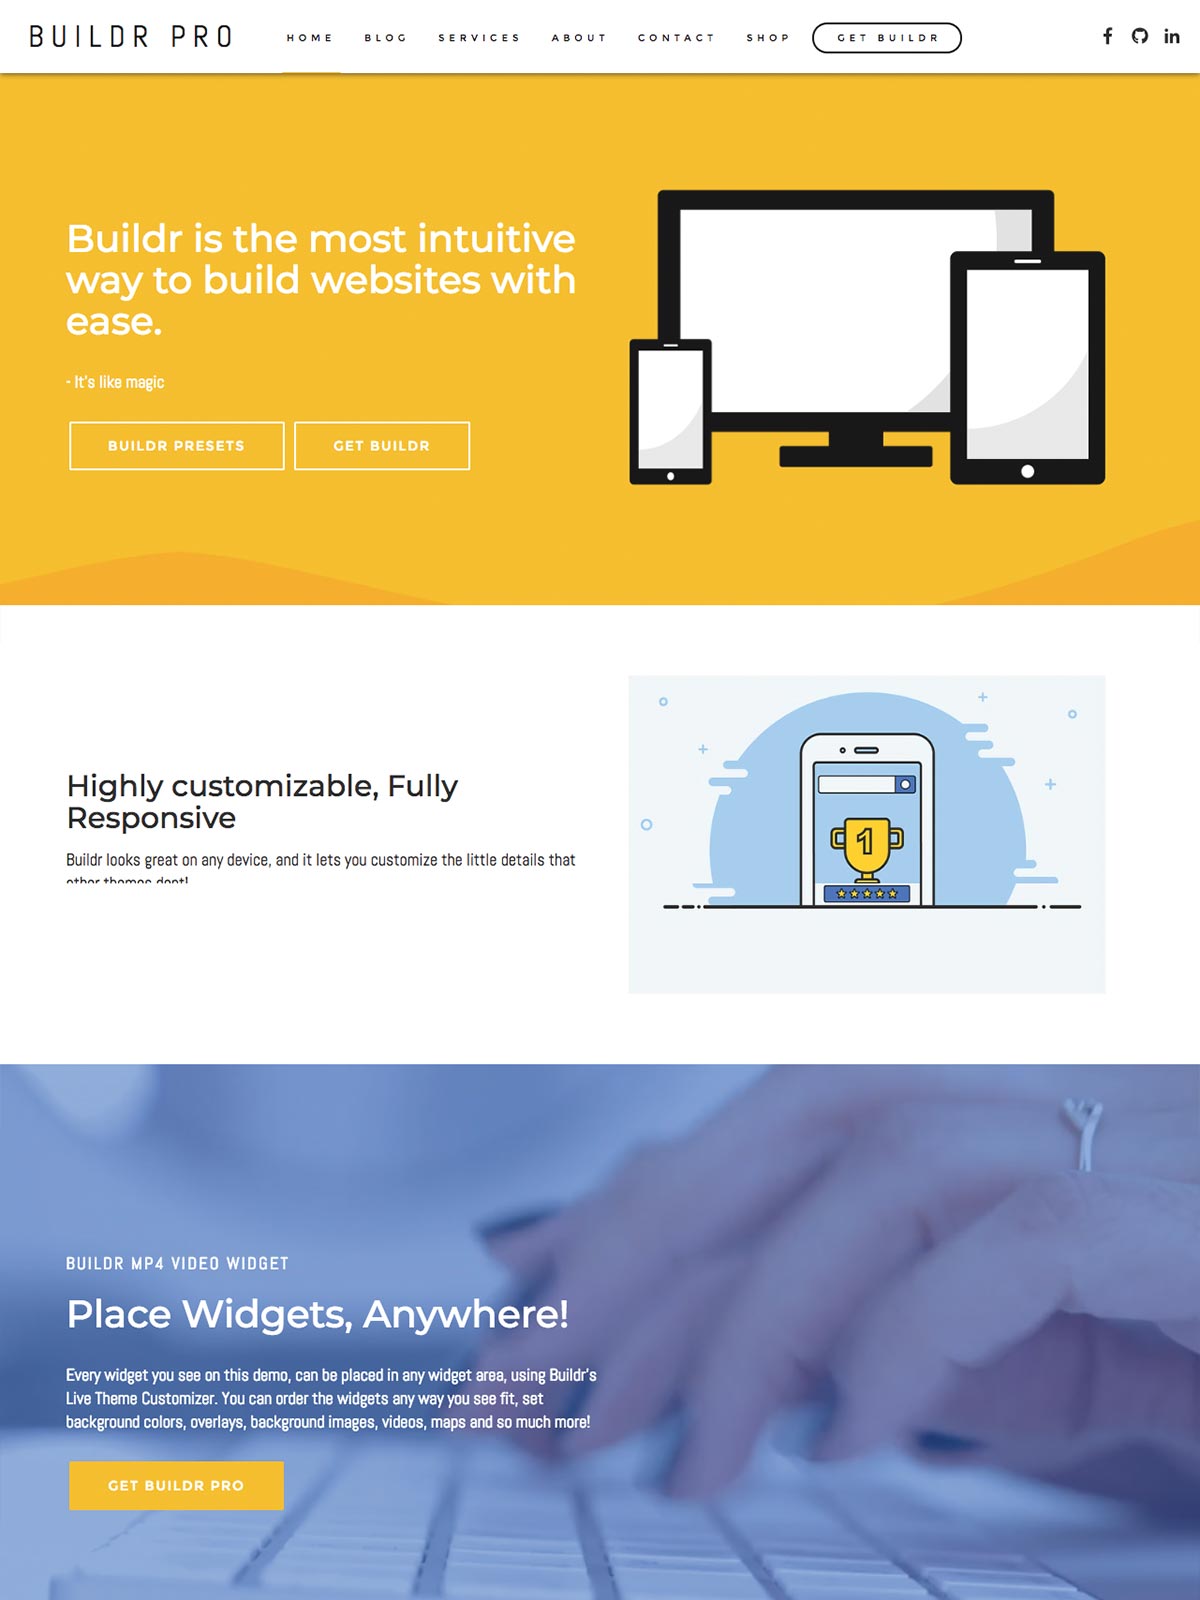 BUILDR PRO
HOME BLOG SERVICES ABOUT CONTACT SHOP GET BUILDR
Buildr is the most intuitive
way to build websites with
ease.
- It's like magic
BUILDR PRESETS GET BUILDR
Highly customizable, Fully
Responsive
Buildr looks great on any device, and it lets you customize the little details that
other themes dont!
1
BUILDR MP4 VIDEO WIDGET
Place Widgets, Anywhere!
Every widget you see on this demo, can be placed in any widget area, using Buildr's
Live Theme Customizer. You can order the widgets any way you see fit, set
background colors, overlays, background images, videos, maps and so much more!
GET BUILDR PRO